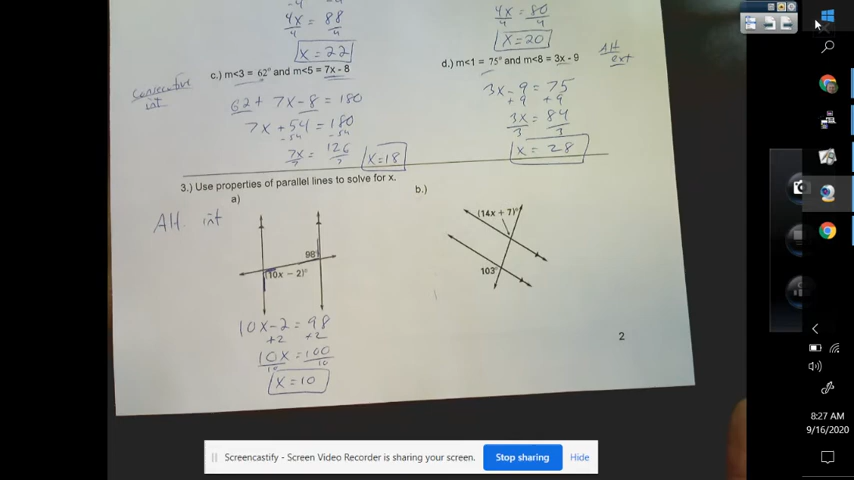 -4 -4
4x = 88
4 4
x = 22
4x = 80
4 4
x = 20
c.) m<3 = 62° and m<5 = 7x - 8
Consecutive
int
62 + 7x - 8 = 180
7x + 54 = 180
-54 -54
7x = 126
7 7
x = 18
d.) m<1 = 75° and m<8 = 3x - 9
Alt
ext
3x - 9 = 75
+9 +9
3x = 84
3 3
x = 28
3.) Use properties of parallel lines to solve for x.
a)
Alt. int
98°
(10x − 2)°
10x - 2 = 98
+2 +2
10x = 100
10 10
x = 10
b.)
(14x + 7)°
103°
2
Screencastify - Screen Video Recorder is sharing your screen.
Stop sharing
Hide
8:27 AM
9/16/2020